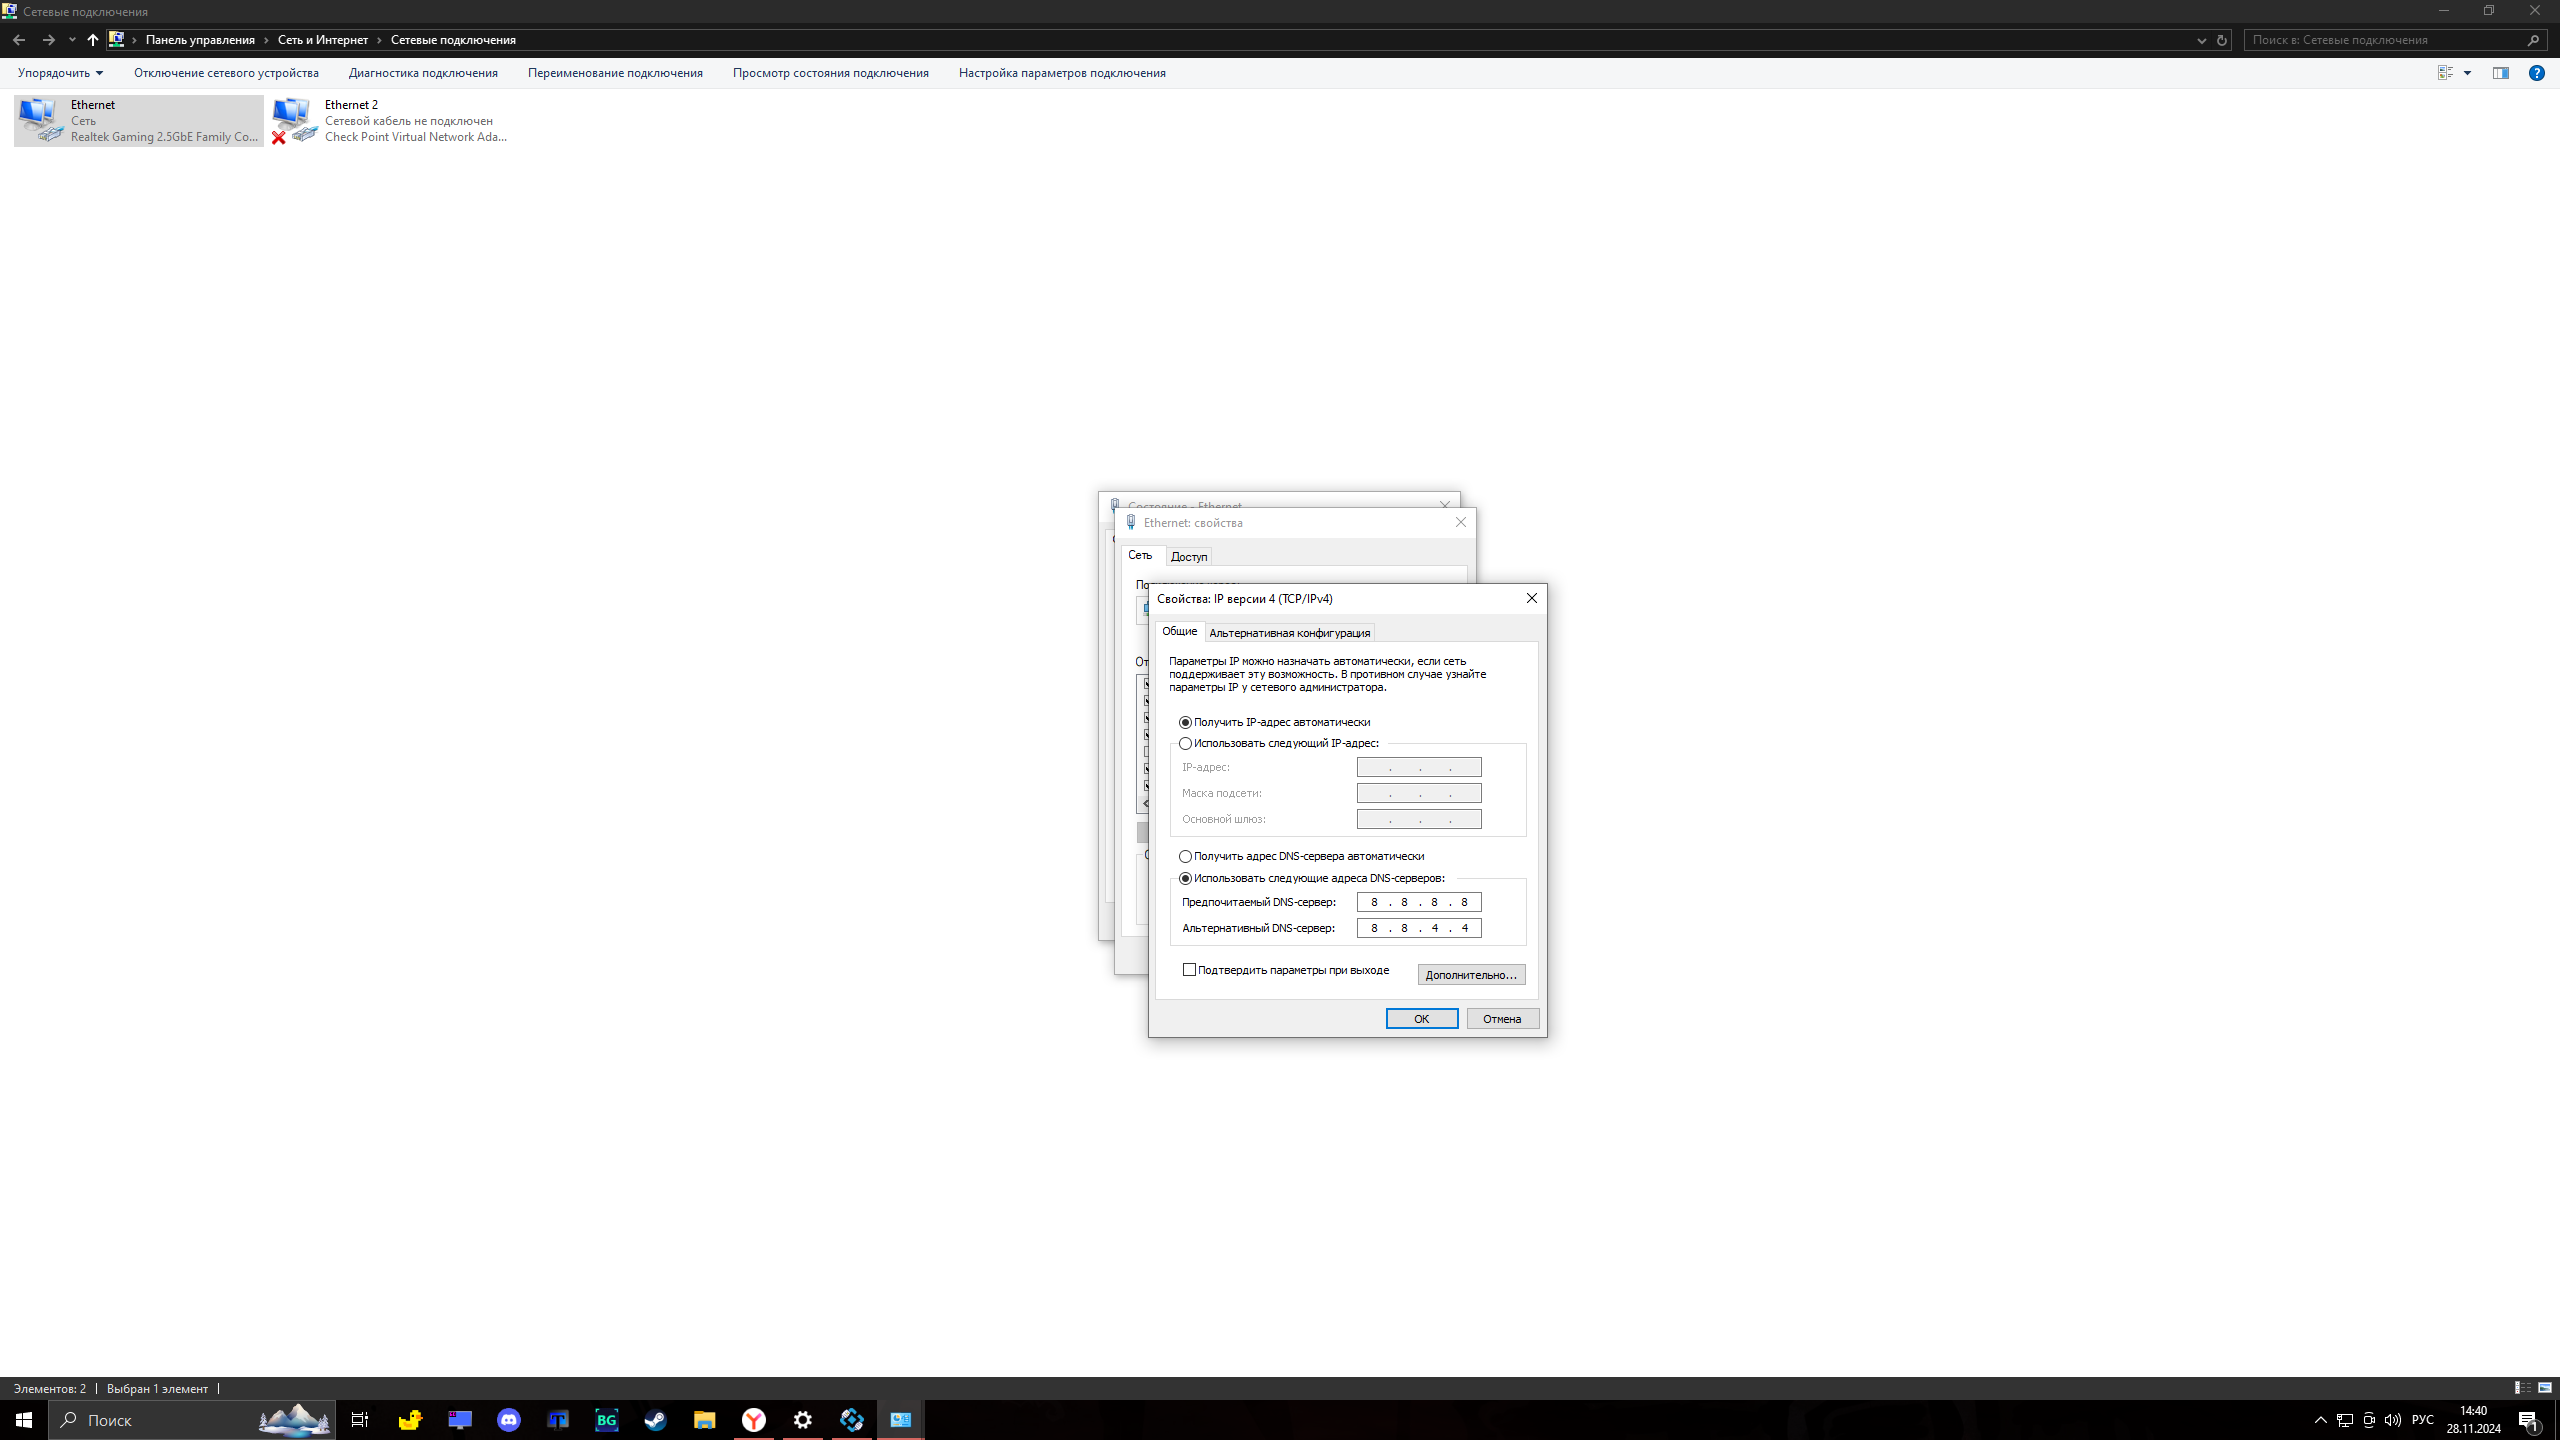 Сетевые подключения
Панель управления › Сеть и Интернет › Сетевые подключения
Поиск в: Сетевые подключения
Упорядочить Отключение сетевого устройства Диагностика подключения Переименование подключения Просмотр состояния подключения Настройка параметров подключения
Ethernet
Сеть
Realtek Gaming 2.5GbE Family Co...
Ethernet 2
Сетевой кабель не подключен
Check Point Virtual Network Ada...
Состояние - Ethernet
Ethernet: свойства
Сеть Доступ
Свойства: IP версии 4 (TCP/IPv4)
Общие Альтернативная конфигурация
Параметры IP можно назначать автоматически, если сеть
поддерживает эту возможность. В противном случае узнайте
параметры IP у сетевого администратора.
Получить IP-адрес автоматически
Использовать следующий IP-адрес:
IP-адрес: . . .
Маска подсети: . . .
Основной шлюз: . . .
Получить адрес DNS-сервера автоматически
Использовать следующие адреса DNS-серверов:
Предпочитаемый DNS-сервер: 8 . 8 . 8 . 8
Альтернативный DNS-сервер: 8 . 8 . 4 . 4
Подтвердить параметры при выходе
Дополнительно...
ОК Отмена
Элементов: 2 Выбран 1 элемент
Поиск
BG
РУС
14:40
28.11.2024
1